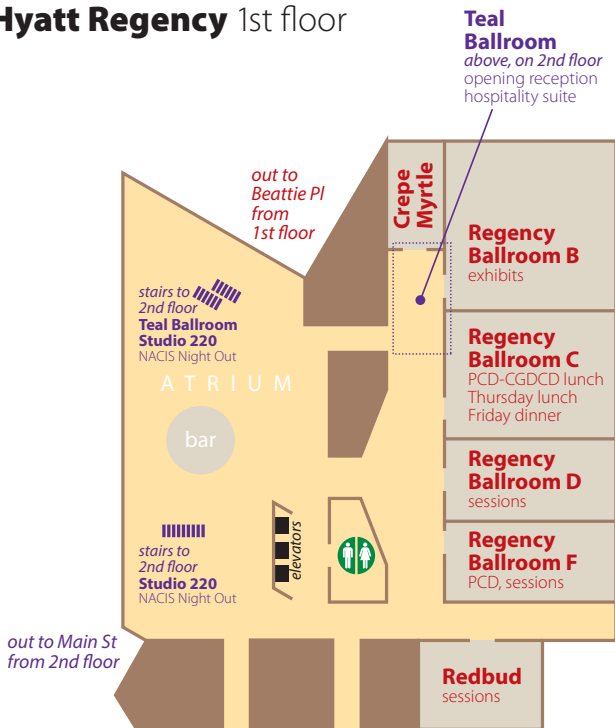 Hyatt Regency 1st floor
Teal
Ballroom
above, on 2nd floor
opening reception
hospitality suite
out to
Beattie Pl
from
1st floor
Crepe
Myrtle
Regency
Ballroom B
exhibits
stairs to
2nd floor
Teal Ballroom
Studio 220
NACIS Night Out
Regency
Ballroom C
PCD-CGDCD lunch
Thursday lunch
Friday dinner
ATRIUM
bar
Regency
Ballroom D
sessions
elevators
stairs to
2nd floor
Studio 220
NACIS Night Out
Regency
Ballroom F
PCD, sessions
out to Main St
from 2nd floor
Redbud
sessions